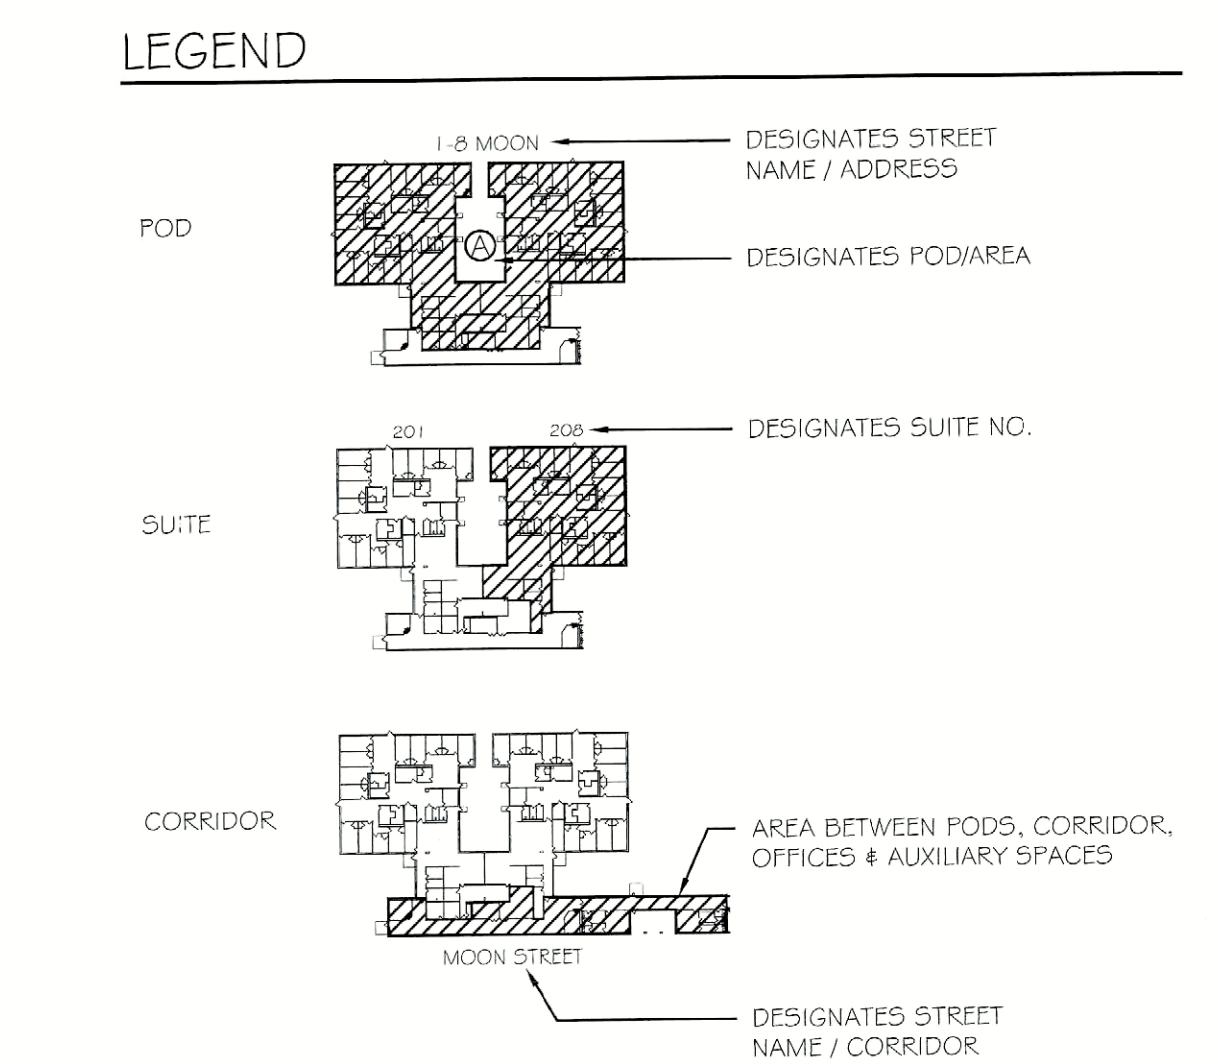 LEGEND
1-8 MOON
DESIGNATES STREET
NAME / ADDRESS
POD
A
DESIGNATES POD/AREA
201
208
DESIGNATES SUITE NO.
SUITE
CORRIDOR
AREA BETWEEN PODS, CORRIDOR,
OFFICES & AUXILIARY SPACES
MOON STREET
DESIGNATES STREET
NAME / CORRIDOR